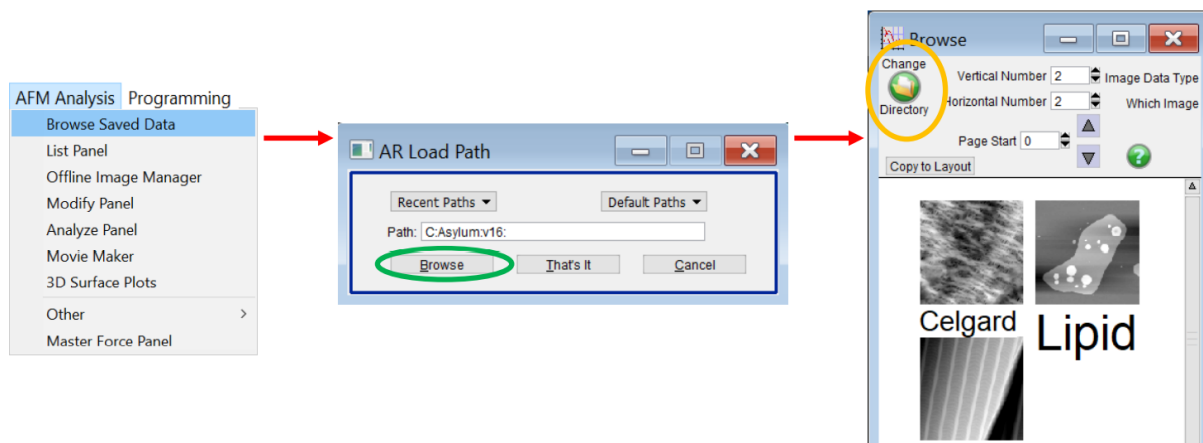 AFM Analysis Programming
Browse Saved Data
List Panel
Offline Image Manager
Modify Panel
Analyze Panel
Movie Maker
3D Surface Plots
Other
Master Force Panel
AR Load Path
Recent Paths
Default Paths
Path: C:Asylum:v16:
Browse
That's It
Cancel
Browse
Change
Directory
Vertical Number 2
Image Data Type
Horizontal Number 2
Which Image
Page Start 0
Copy to Layout
Celgard
Lipid